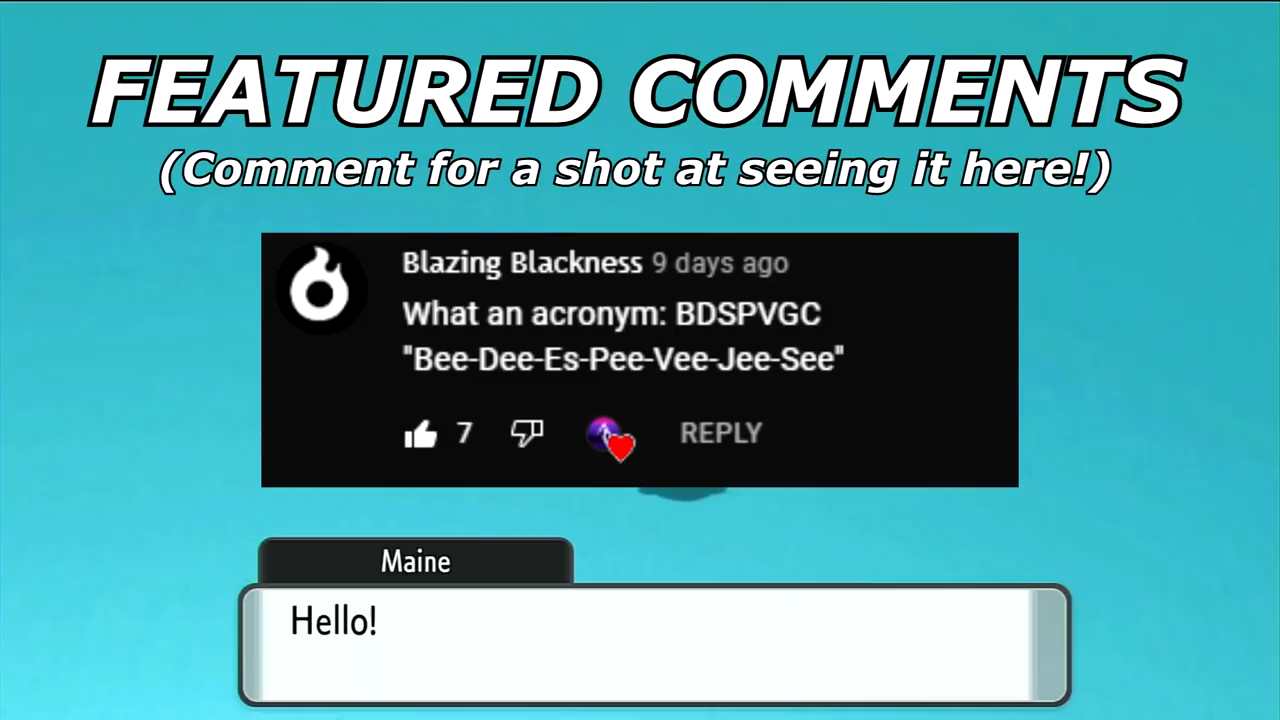 FEATURED COMMENTS
(Comment for a shot at seeing it here!)
Blazing Blackness 9 days ago
What an acronym: BDSPVGC
"Bee-Dee-Es-Pee-Vee-Jee-See"
7 REPLY
Maine
Hello!